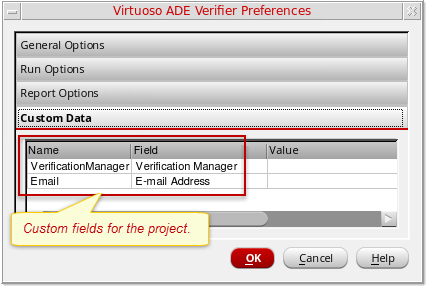 Virtuoso ADE Verifier Preferences
General Options
Run Options
Report Options
Custom Data
Name Field Value
VerificationManager Verification Manager
Email E-mail Address
Custom fields for the project.
OK Cancel Help